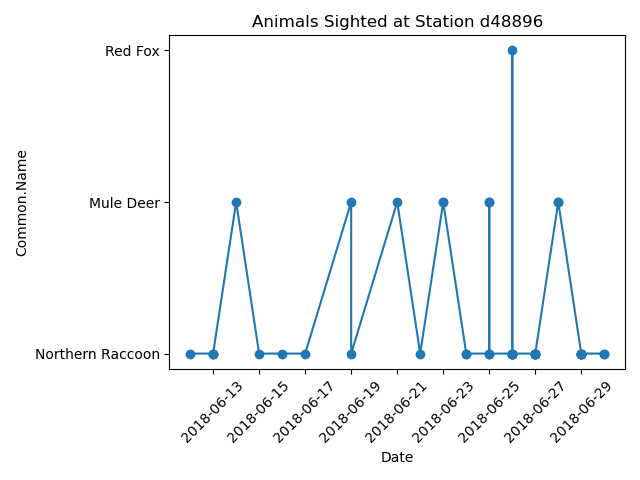 Animals Sighted at Station d48896
Common.Name
Red Fox
Mule Deer
Northern Raccoon
2018-06-13
2018-06-15
2018-06-17
2018-06-19
2018-06-21
2018-06-23
2018-06-25
2018-06-27
2018-06-29
Date